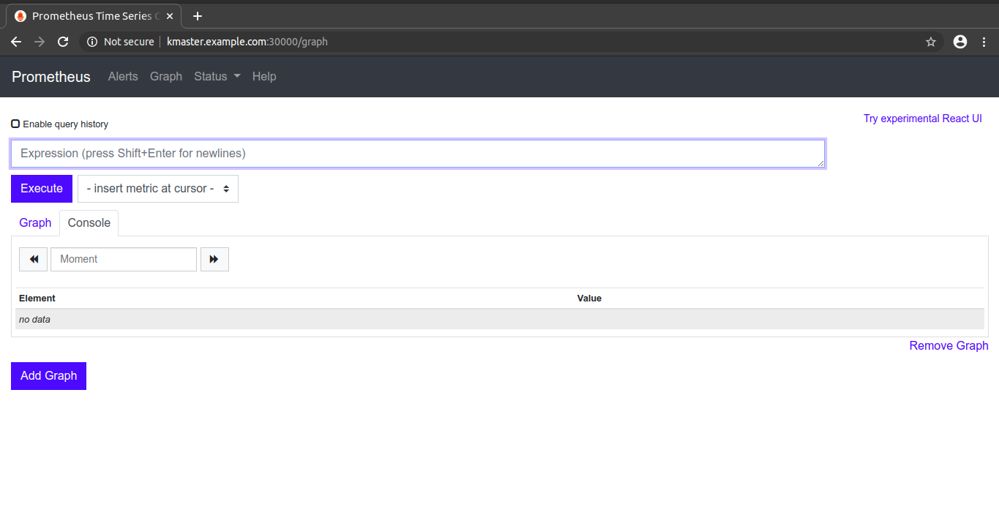 Prometheus Time Series C
Not secure kmaster.example.com:30000/graph
Prometheus Alerts Graph Status Help
Enable query history
Try experimental React UI
Expression (press Shift+Enter for newlines)
Execute - insert metric at cursor -
Graph Console
Moment
Element Value
no data
Remove Graph
Add Graph